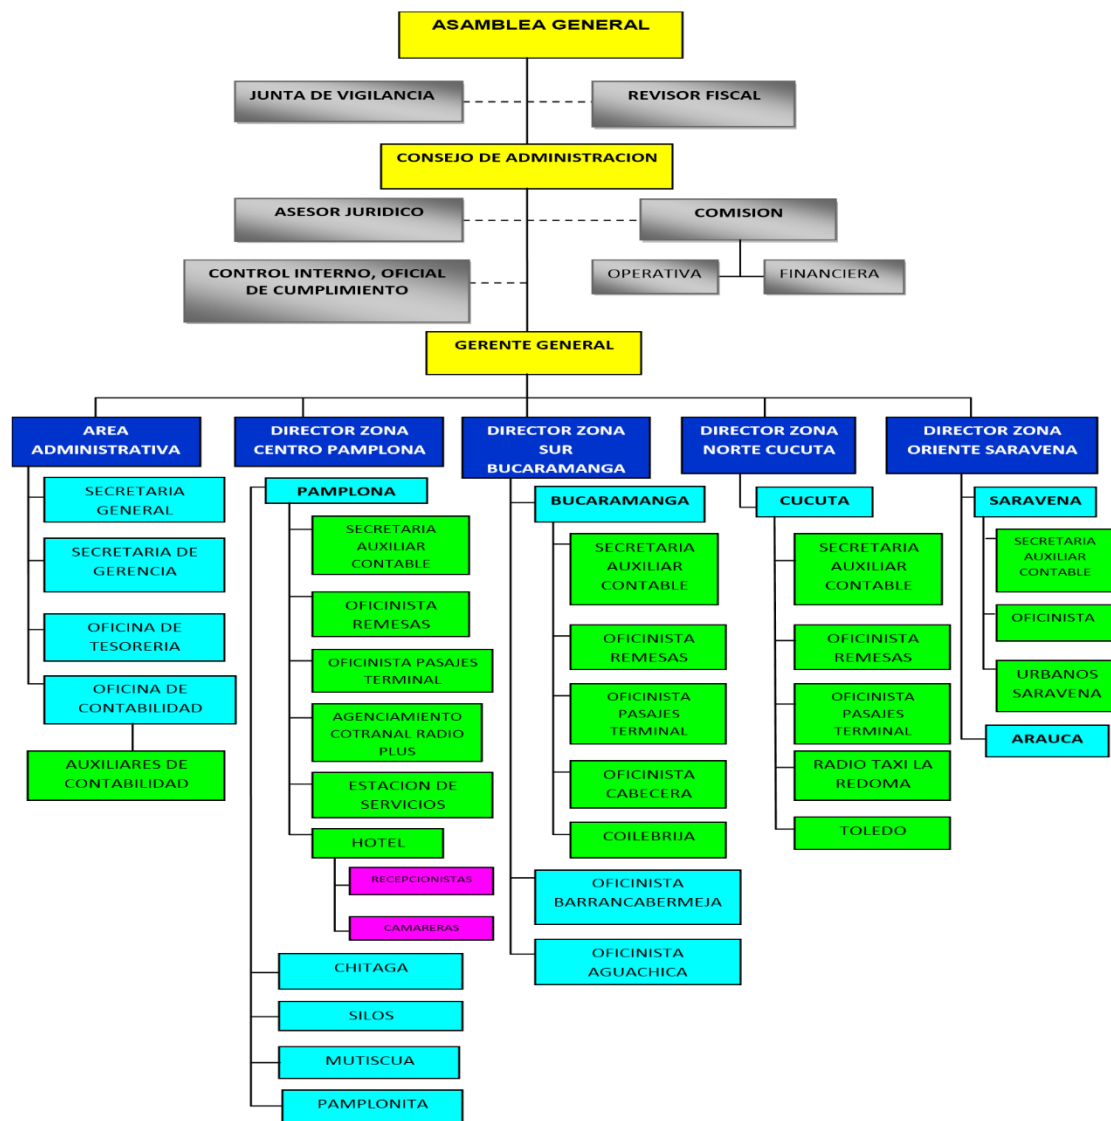 ASAMBLEA GENERAL
JUNTA DE VIGILANCIA
REVISOR FISCAL
CONSEJO DE ADMINISTRACION
ASESOR JURIDICO
COMISION
CONTROL INTERNO, OFICIAL
DE CUMPLIMIENTO
OPERATIVA
FINANCIERA
GERENTE GENERAL
AREA
ADMINISTRATIVA
SECRETARIA
GENERAL
SECRETARIA DE
GERENCIA
OFICINA DE
TESORERIA
OFICINA DE
CONTABILIDAD
AUXILIARES DE
CONTABILIDAD
DIRECTOR ZONA
CENTRO PAMPLONA
PAMPLONA
SECRETARIA
AUXILIAR
CONTABLE
OFICINISTA
REMESAS
OFICINISTA PASAJES
TERMINAL
AGENCIAMIENTO
COTRANAL RADIO
PLUS
ESTACION DE
SERVICIOS
HOTEL
RECEPCIONISTAS
CAMARERAS
CHITAGA
SILOS
MUTISCUA
PAMPLONITA
DIRECTOR ZONA
SUR
BUCARAMANGA
BUCARAMANGA
SECRETARIA
AUXILIAR
CONTABLE
OFICINISTA
REMESAS
OFICINISTA
PASAJES
TERMINAL
OFICINISTA
CABECERA
COILEBRIJA
OFICINISTA
BARRANCABERMEJA
OFICINISTA
AGUACHICA
DIRECTOR ZONA
NORTE CUCUTA
CUCUTA
SECRETARIA
AUXILIAR
CONTABLE
OFICINISTA
REMESAS
OFICINISTA
PASAJES
TERMINAL
RADIO TAXI LA
REDOMA
TOLEDO
DIRECTOR ZONA
ORIENTE SARAVENA
SARAVENA
SECRETARIA
AUXILIAR
CONTABLE
OFICINISTA
URBANOS
SARAVENA
ARAUCA